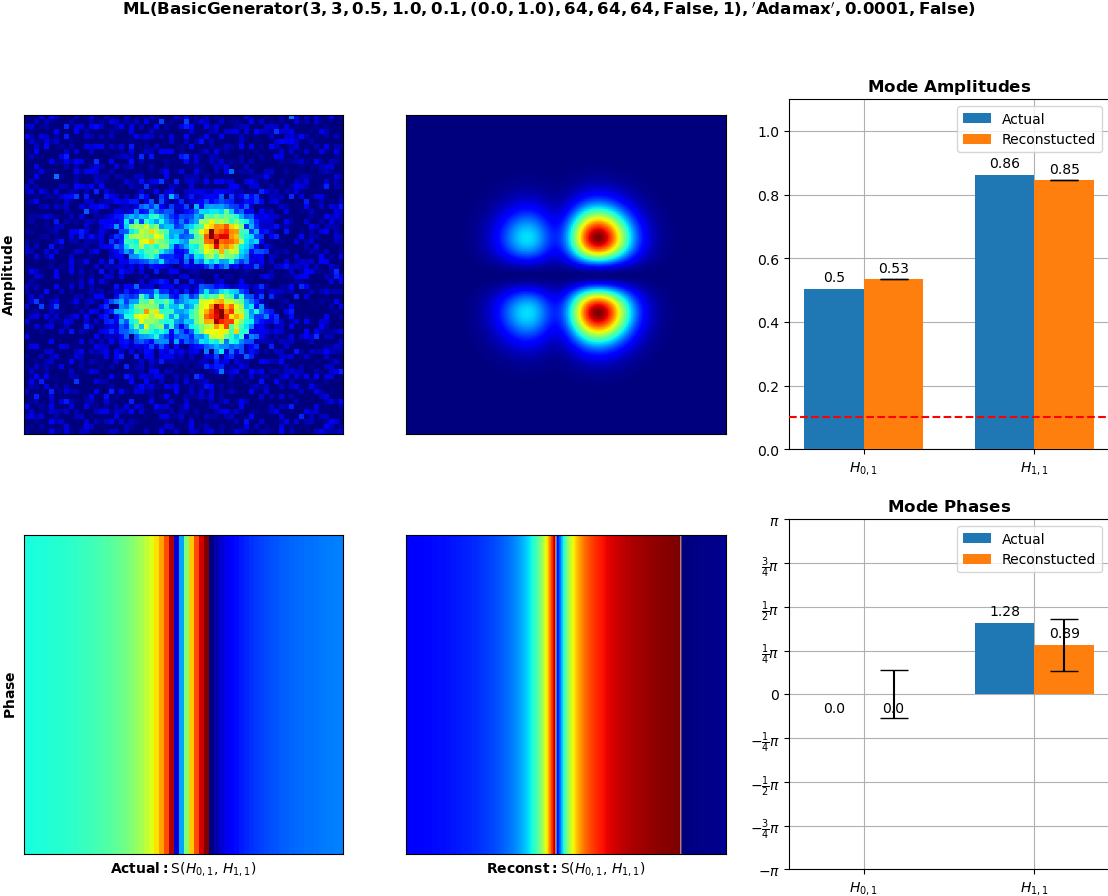 ML(BasicGenerator(3, 3, 0.5, 1.0, 0.1, (0.0, 1.0), 64, 64, 64, False, 1), ′Adamax′, 0.0001, False)
Amplitude
Mode Amplitudes
Actual
Reconstucted
1.0
0.8
0.6
0.4
0.2
0.0
0.5
0.53
0.86
0.85
H0, 1
H1, 1
Phase
Actual: S(H0, 1, H1, 1)
Reconst: S(H0, 1, H1, 1)
Mode Phases
Actual
Reconstucted
π
3/4π
1/2π
1/4π
0
−1/4π
−1/2π
−3/4π
−π
0.0
0.0
1.28
0.89
H0, 1
H1, 1